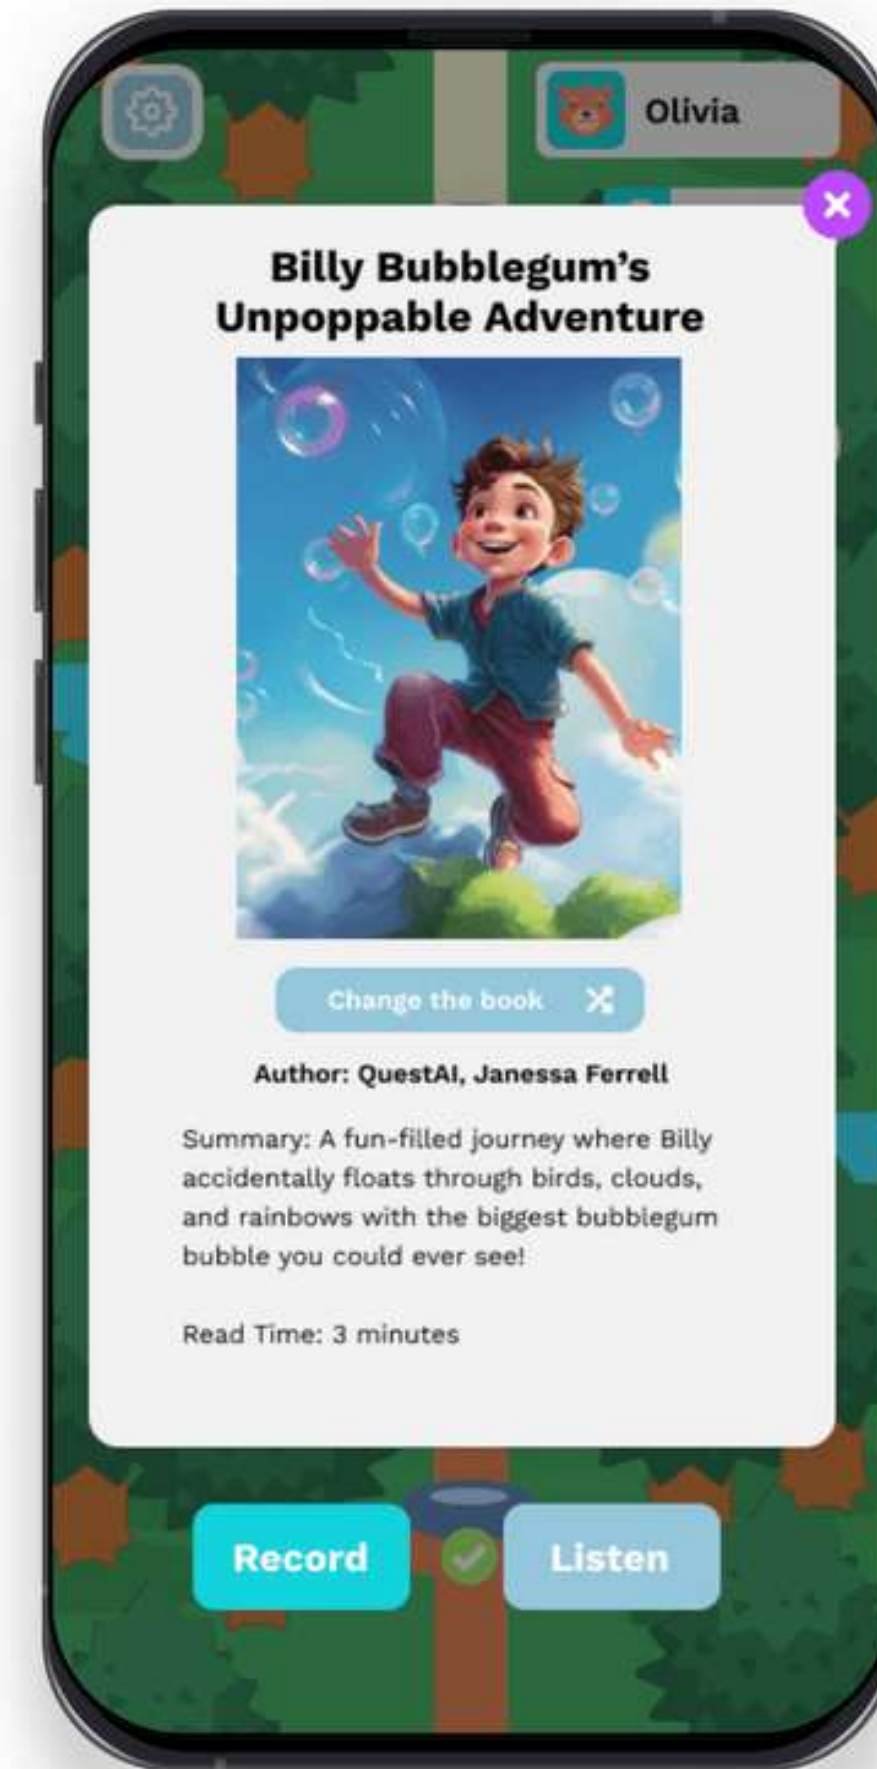 Olivia
Billy Bubblegum's
Unpoppable Adventure
Change the book
Author: QuestAI, Janessa Ferrell
Summary: A fun-filled journey where Billy
accidentally floats through birds, clouds,
and rainbows with the biggest bubblegum
bubble you could ever see!
Read Time: 3 minutes
Record
Listen